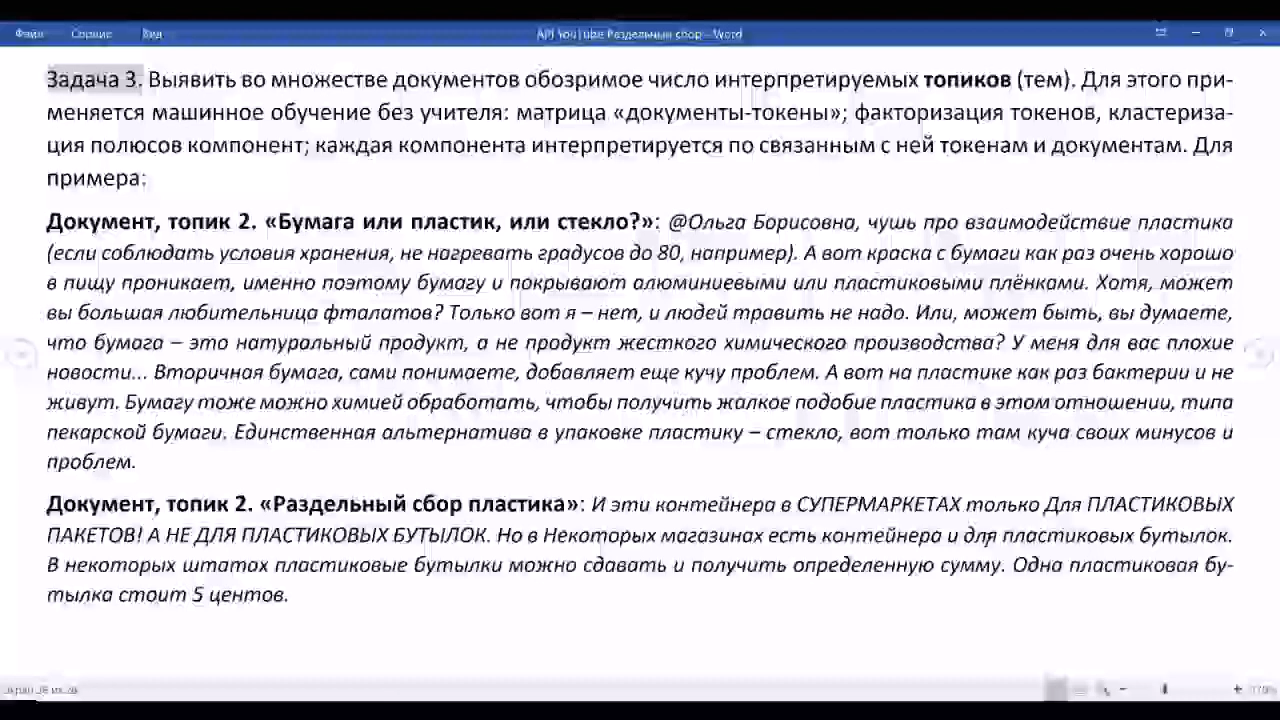 Файл Сервис Вид API YouTube Раздельный сбор - Word
Задача 3. Выявить во множестве документов обозримое число интерпретируемых топиков (тем). Для этого при-
меняется машинное обучение без учителя: матрица «документы-токены»; факторизация токенов, кластериза-
ция полюсов компонент; каждая компонента интерпретируется по связанным с ней токенам и документам. Для
примера:
Документ, топик 2. «Бумага или пластик, или стекло?»: @Ольга Борисовна, чушь про взаимодействие пластика
(если соблюдать условия хранения, не нагревать градусов до 80, например). А вот краска с бумаги как раз очень хорошо
в пищу проникает, именно поэтому бумагу и покрывают алюминиевыми или пластиковыми плёнками. Хотя, может
вы большая любительница фталатов? Только вот я – нет, и людей травить не надо. Или, может быть, вы думаете,
что бумага – это натуральный продукт, а не продукт жесткого химического производства? У меня для вас плохие
новости... Вторичная бумага, сами понимаете, добавляет еще кучу проблем. А вот на пластике как раз бактерии и не
живут. Бумагу тоже можно химией обработать, чтобы получить жалкое подобие пластика в этом отношении, типа
пекарской бумаги. Единственная альтернатива в упаковке пластику – стекло, вот только там куча своих минусов и
проблем.
Документ, топик 2. «Раздельный сбор пластика»: И эти контейнера в СУПЕРМАРКЕТАХ только Для ПЛАСТИКОВЫХ
ПАКЕТОВ! А НЕ ДЛЯ ПЛАСТИКОВЫХ БУТЫЛОК. Но в Некоторых магазинах есть контейнера и для пластиковых бутылок.
В некоторых штатах пластиковые бутылки можно сдавать и получить определенную сумму. Одна пластиковая бу-
тылка стоит 5 центов.